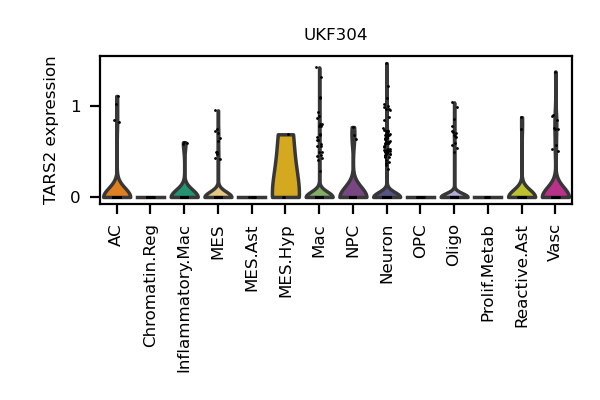 UKF304
TARS2 expression
1
0
AC
Chromatin.Reg
Inflammatory.Mac
MES
MES.Ast
MES.Hyp
Mac
NPC
Neuron
OPC
Oligo
Prolif.Metab
Reactive.Ast
Vasc